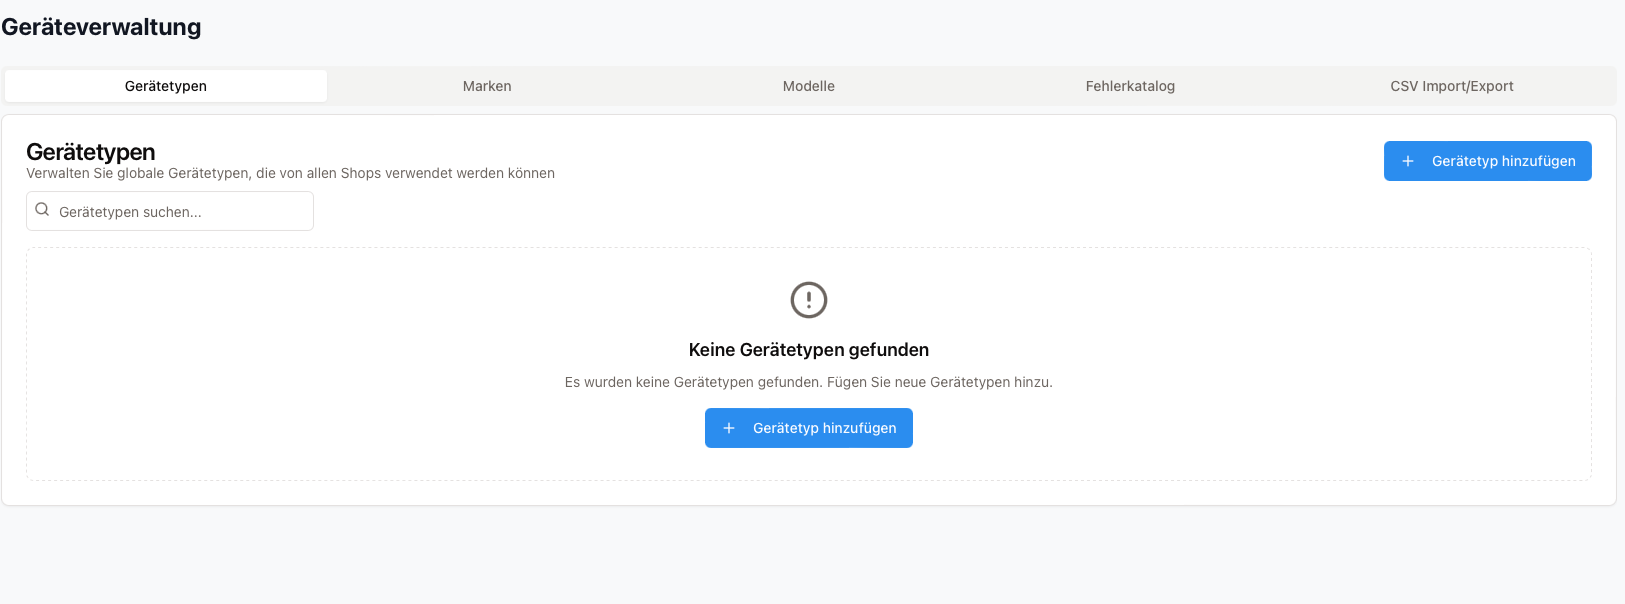 Geräteverwaltung
Gerätetypen
Marken
Modelle
Fehlerkatalog
CSV Import/Export
Gerätetypen
Verwalten Sie globale Gerätetypen, die von allen Shops verwendet werden können
Gerätetyp hinzufügen
Gerätetypen suchen...
Keine Gerätetypen gefunden
Es wurden keine Gerätetypen gefunden. Fügen Sie neue Gerätetypen hinzu.
Gerätetyp hinzufügen